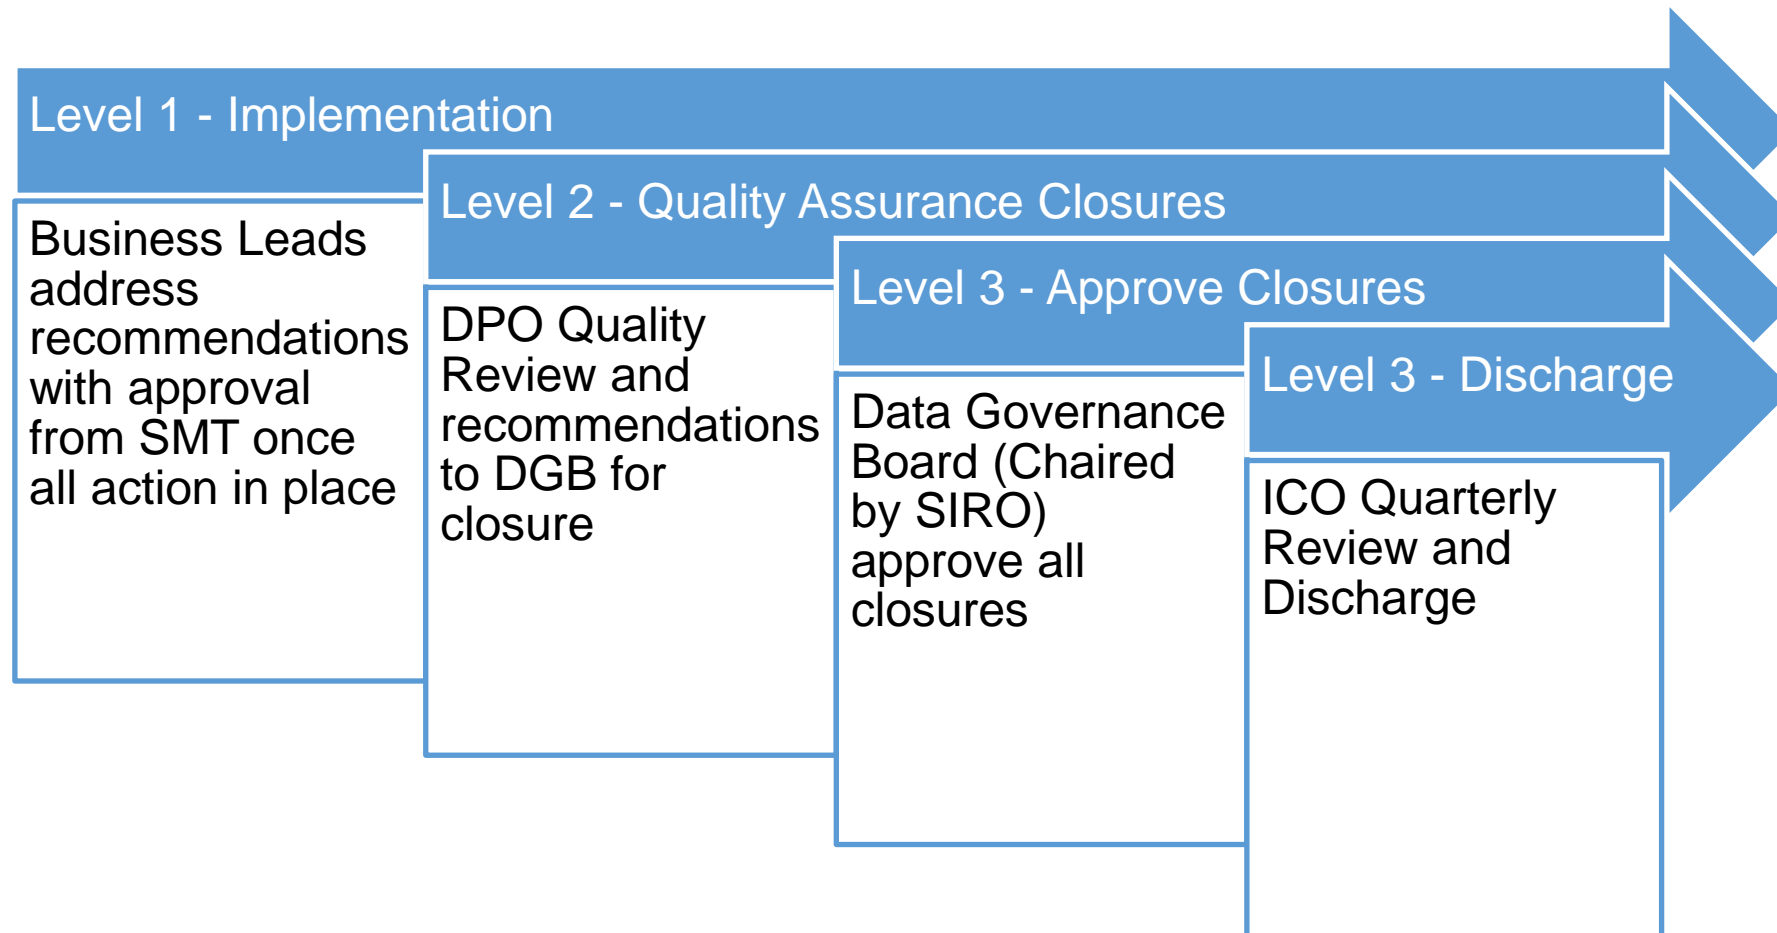 Level 1 - Implementation
Business Leads
address
recommendations
with approval
from SMT once
all action in place
Level 2 - Quality Assurance Closures
DPO Quality
Review and
recommendations
to DGB for
closure
Level 3 - Approve Closures
Data Governance
Board (Chaired
by SIRO)
approve all
closures
Level 3 - Discharge
ICO Quarterly
Review and
Discharge